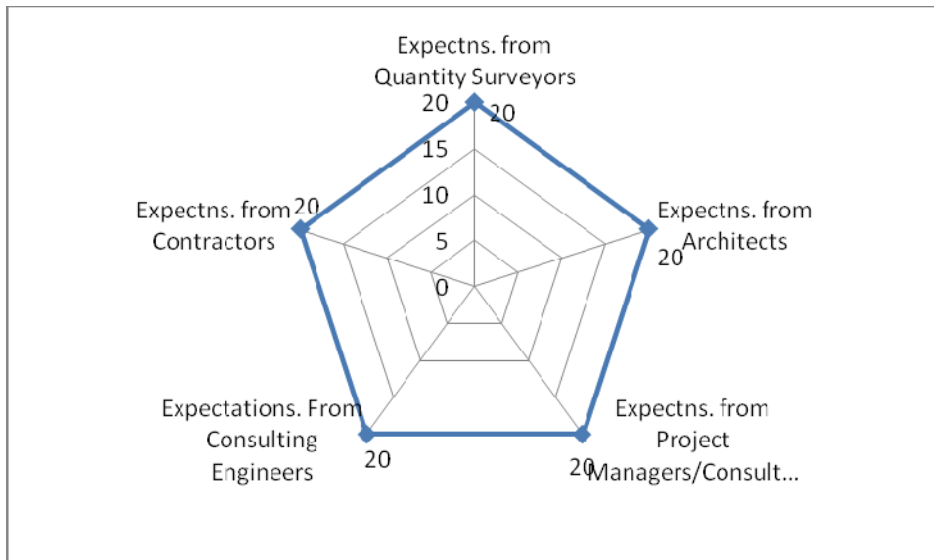 Expectns. from
Quantity Surveyors
20
20
15
10
5
0
Expectns. from
Architects
20
Expectns. from
Project
Managers/Consult...
20
Expectations. From
Consulting
Engineers
20
Expectns. from
Contractors
20